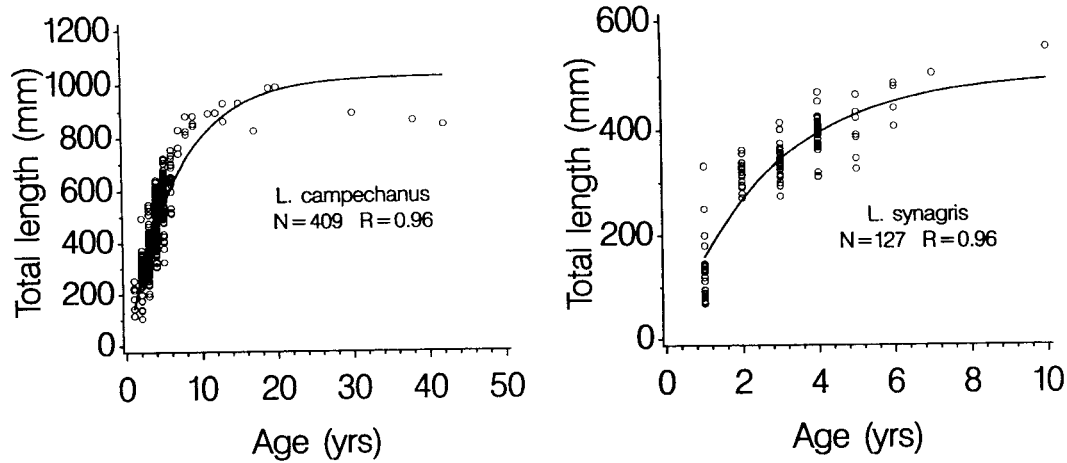 1200
1000
800
600
400
200
0
Total length (mm)
L. campechanus
N=409 R=0.96
0 10 20 30 40 50
Age (yrs)
600
400
200
0
Total length (mm)
L. synagris
N=127 R=0.96
0 2 4 6 8 10
Age (yrs)